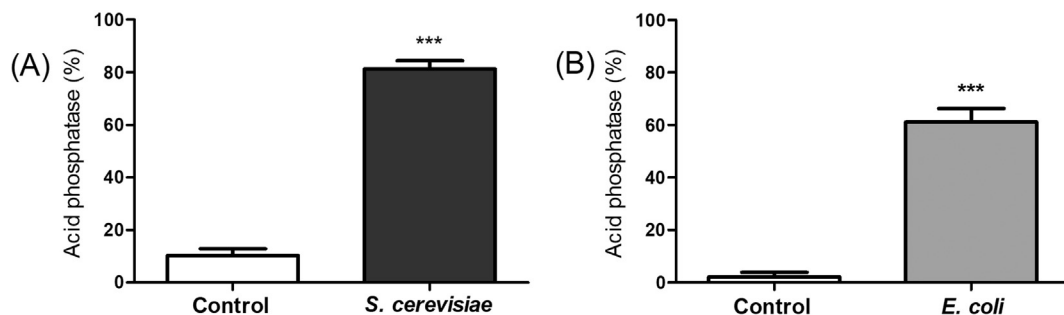 (A)
Acid phosphatase (%)
100
80
60
40
20
0
***
Control
S. cerevisiae
(B)
Acid phosphatase (%)
100
80
60
40
20
0
***
Control
E. coli